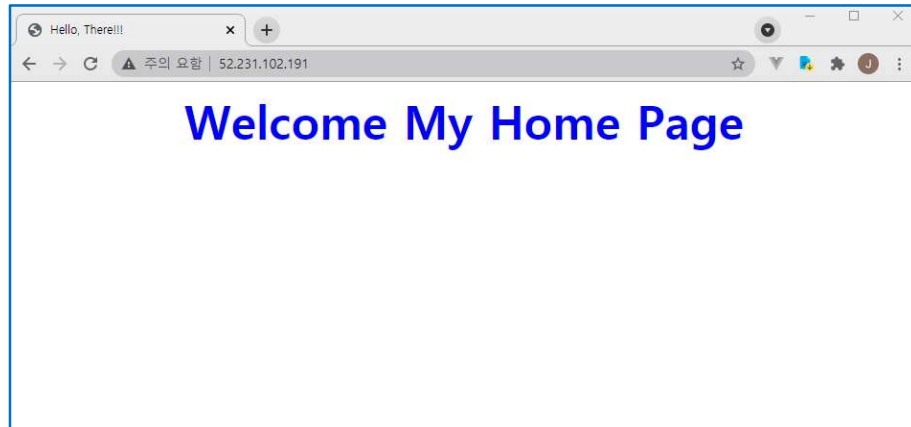 Hello, There!!!
주의 요함 | 52.231.102.191
J
Welcome My Home Page